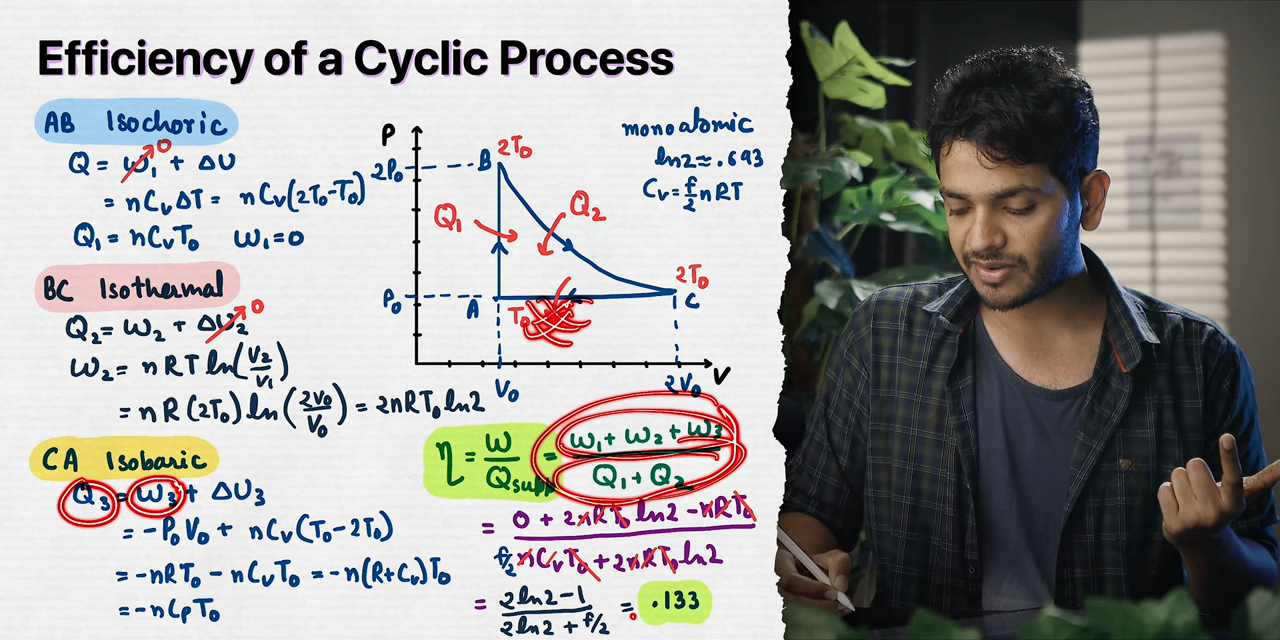 Efficiency of a Cyclic Process
AB Isochoric
Q = W₁ ↗0 + ΔU
= nCᵥΔT = nCᵥ(2T₀-T₀)
Q₁ = nCᵥT₀ W₁=0
BC Isothermal
Q₂ = W₂ + ΔU₂ ↗0
W₂ = nRT ln(V₂/V₁)
= nR(2T₀) ln(2V₀/V₀) = 2nRT₀ ln2
CA Isobaric
Q₃ = W₃ + ΔU₃
= -P₀V₀ + nCᵥ(T₀-2T₀)
= -nRT₀ - nCᵥT₀ = -n(R+Cᵥ)T₀
= -nCₚT₀
P
2P₀
B
2T₀
Q₁
Q₂
2T₀
P₀
A
T₀
C
V₀
2V₀
V
monoatomic
ln2 ≈ .693
Cᵥ = f/2 nRT
η = W/Qsupp = (W₁ + W₂ + W₃)/(Q₁ + Q₂)
= (0 + 2nRT₀ ln2 - nRT₀)/(f/2 nCᵥT₀ + 2nRT₀ ln2)
= (2ln2 - 1)/(2ln2 + f/2) = .133